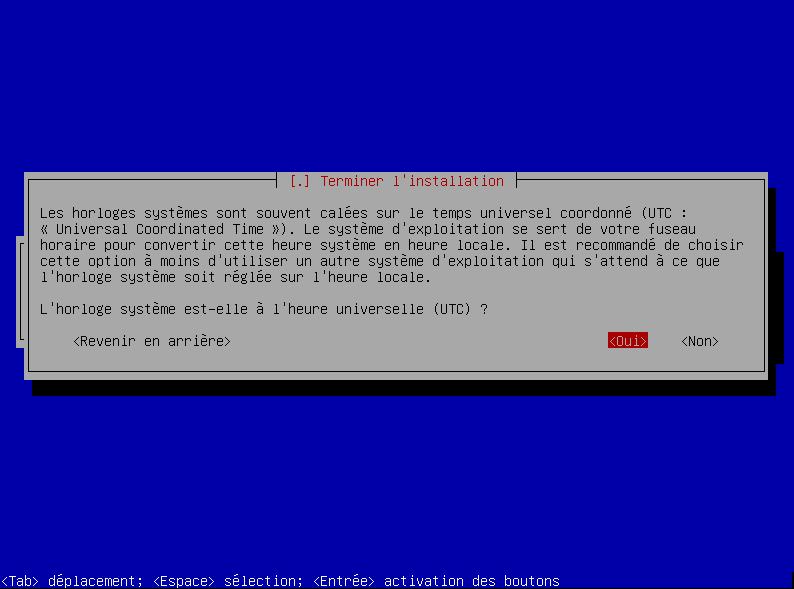 [.] Terminer l'installation
Les horloges systèmes sont souvent calées sur le temps universel coordonné (UTC :
« Universal Coordinated Time »). Le système d'exploitation se sert de votre fuseau
horaire pour convertir cette heure système en heure locale. Il est recommandé de choisir
cette option à moins d'utiliser un autre système d'exploitation qui s'attend à ce que
l'horloge système soit réglée sur l'heure locale.
L'horloge système est-elle à l'heure universelle (UTC) ?
<Revenir en arrière> <Oui> <Non>
<Tab> déplacement; <Espace> sélection; <Entrée> activation des boutons